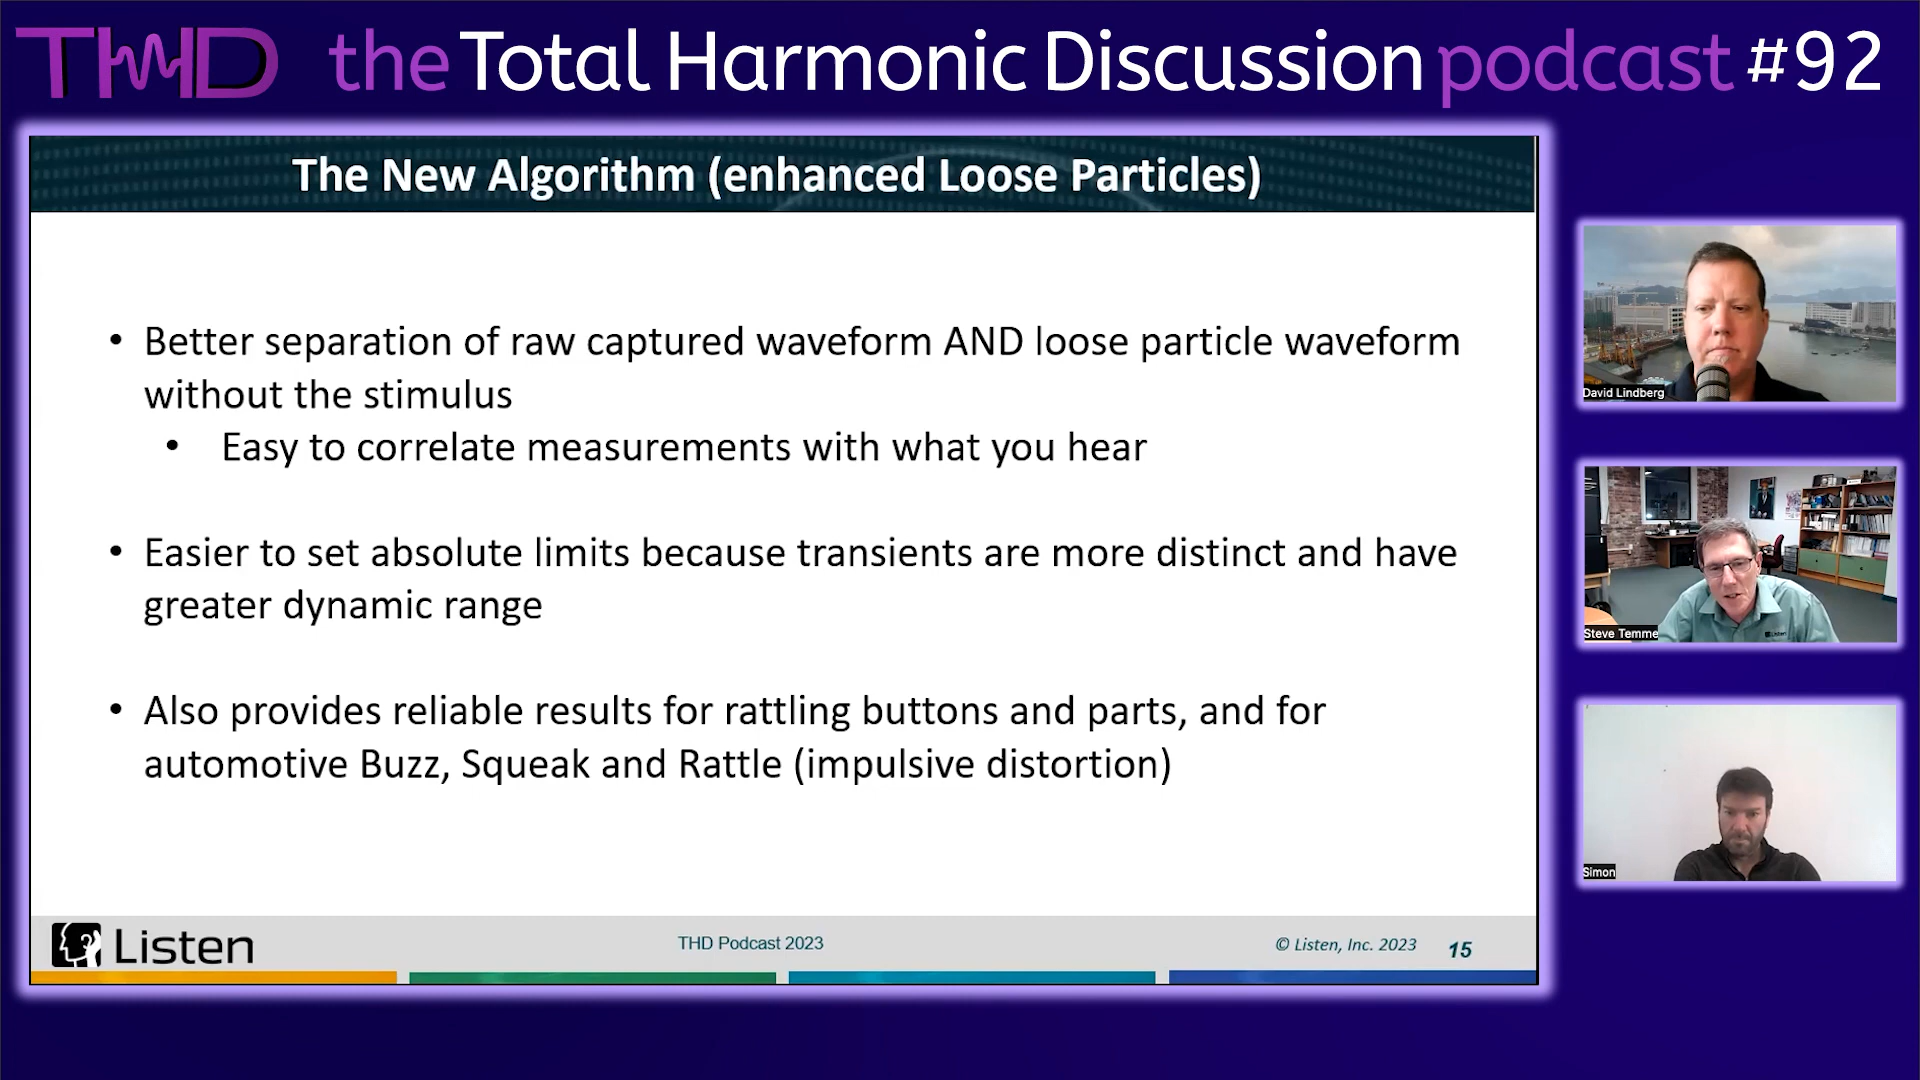 THD the Total Harmonic Discussion podcast #92
The New Algorithm (enhanced Loose Particles)
• Better separation of raw captured waveform AND loose particle waveform
without the stimulus
• Easy to correlate measurements with what you hear
• Easier to set absolute limits because transients are more distinct and have
greater dynamic range
• Also provides reliable results for rattling buttons and parts, and for
automotive Buzz, Squeak and Rattle (impulsive distortion)
Listen
THD Podcast 2023
© Listen, Inc. 2023
15
David Lindberg
Steve Temme
Simon